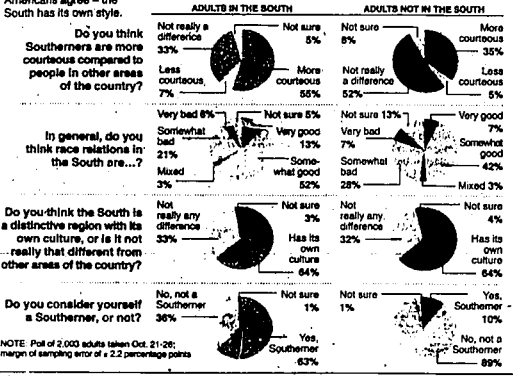 Americans agree – the
South has its own style.
ADULTS IN THE SOUTH
ADULTS NOT IN THE SOUTH
Do you think
Southerners are more
courteous compared to
people in other areas
of the country?
Not really a
difference
33%
Not sure
5%
Less
courteous
7%
More
courteous
55%
Not sure
8%
More
courteous
35%
Not really
a difference
52%
Less
courteous
5%
In general, do you
think race relations in
the South are...?
Very bad 6%
Not sure 5%
Somewhat
bad
21%
Very good
13%
Mixed
3%
Some-
what good
52%
Not sure 13%
Very good
7%
Very bad
7%
Somewhat
good
42%
Somewhat
bad
28%
Mixed 3%
Do you think the South is
a distinctive region with its
own culture, or is it not
really that different from
other areas of the country?
Not
really any
difference
33%
Not sure
3%
Has its
own
culture
64%
Not
really any
difference
32%
Not sure
4%
Has its
own
culture
64%
Do you consider yourself
a Southerner, or not?
No, not a
Southerner
36%
Not sure
1%
Yes,
Southerner
63%
Not sure
1%
Yes,
Southerner
10%
No, not a
Southerner
89%
NOTE: Poll of 2,003 adults taken Oct. 21-26;
margin of sampling error of ± 2.2 percentage points